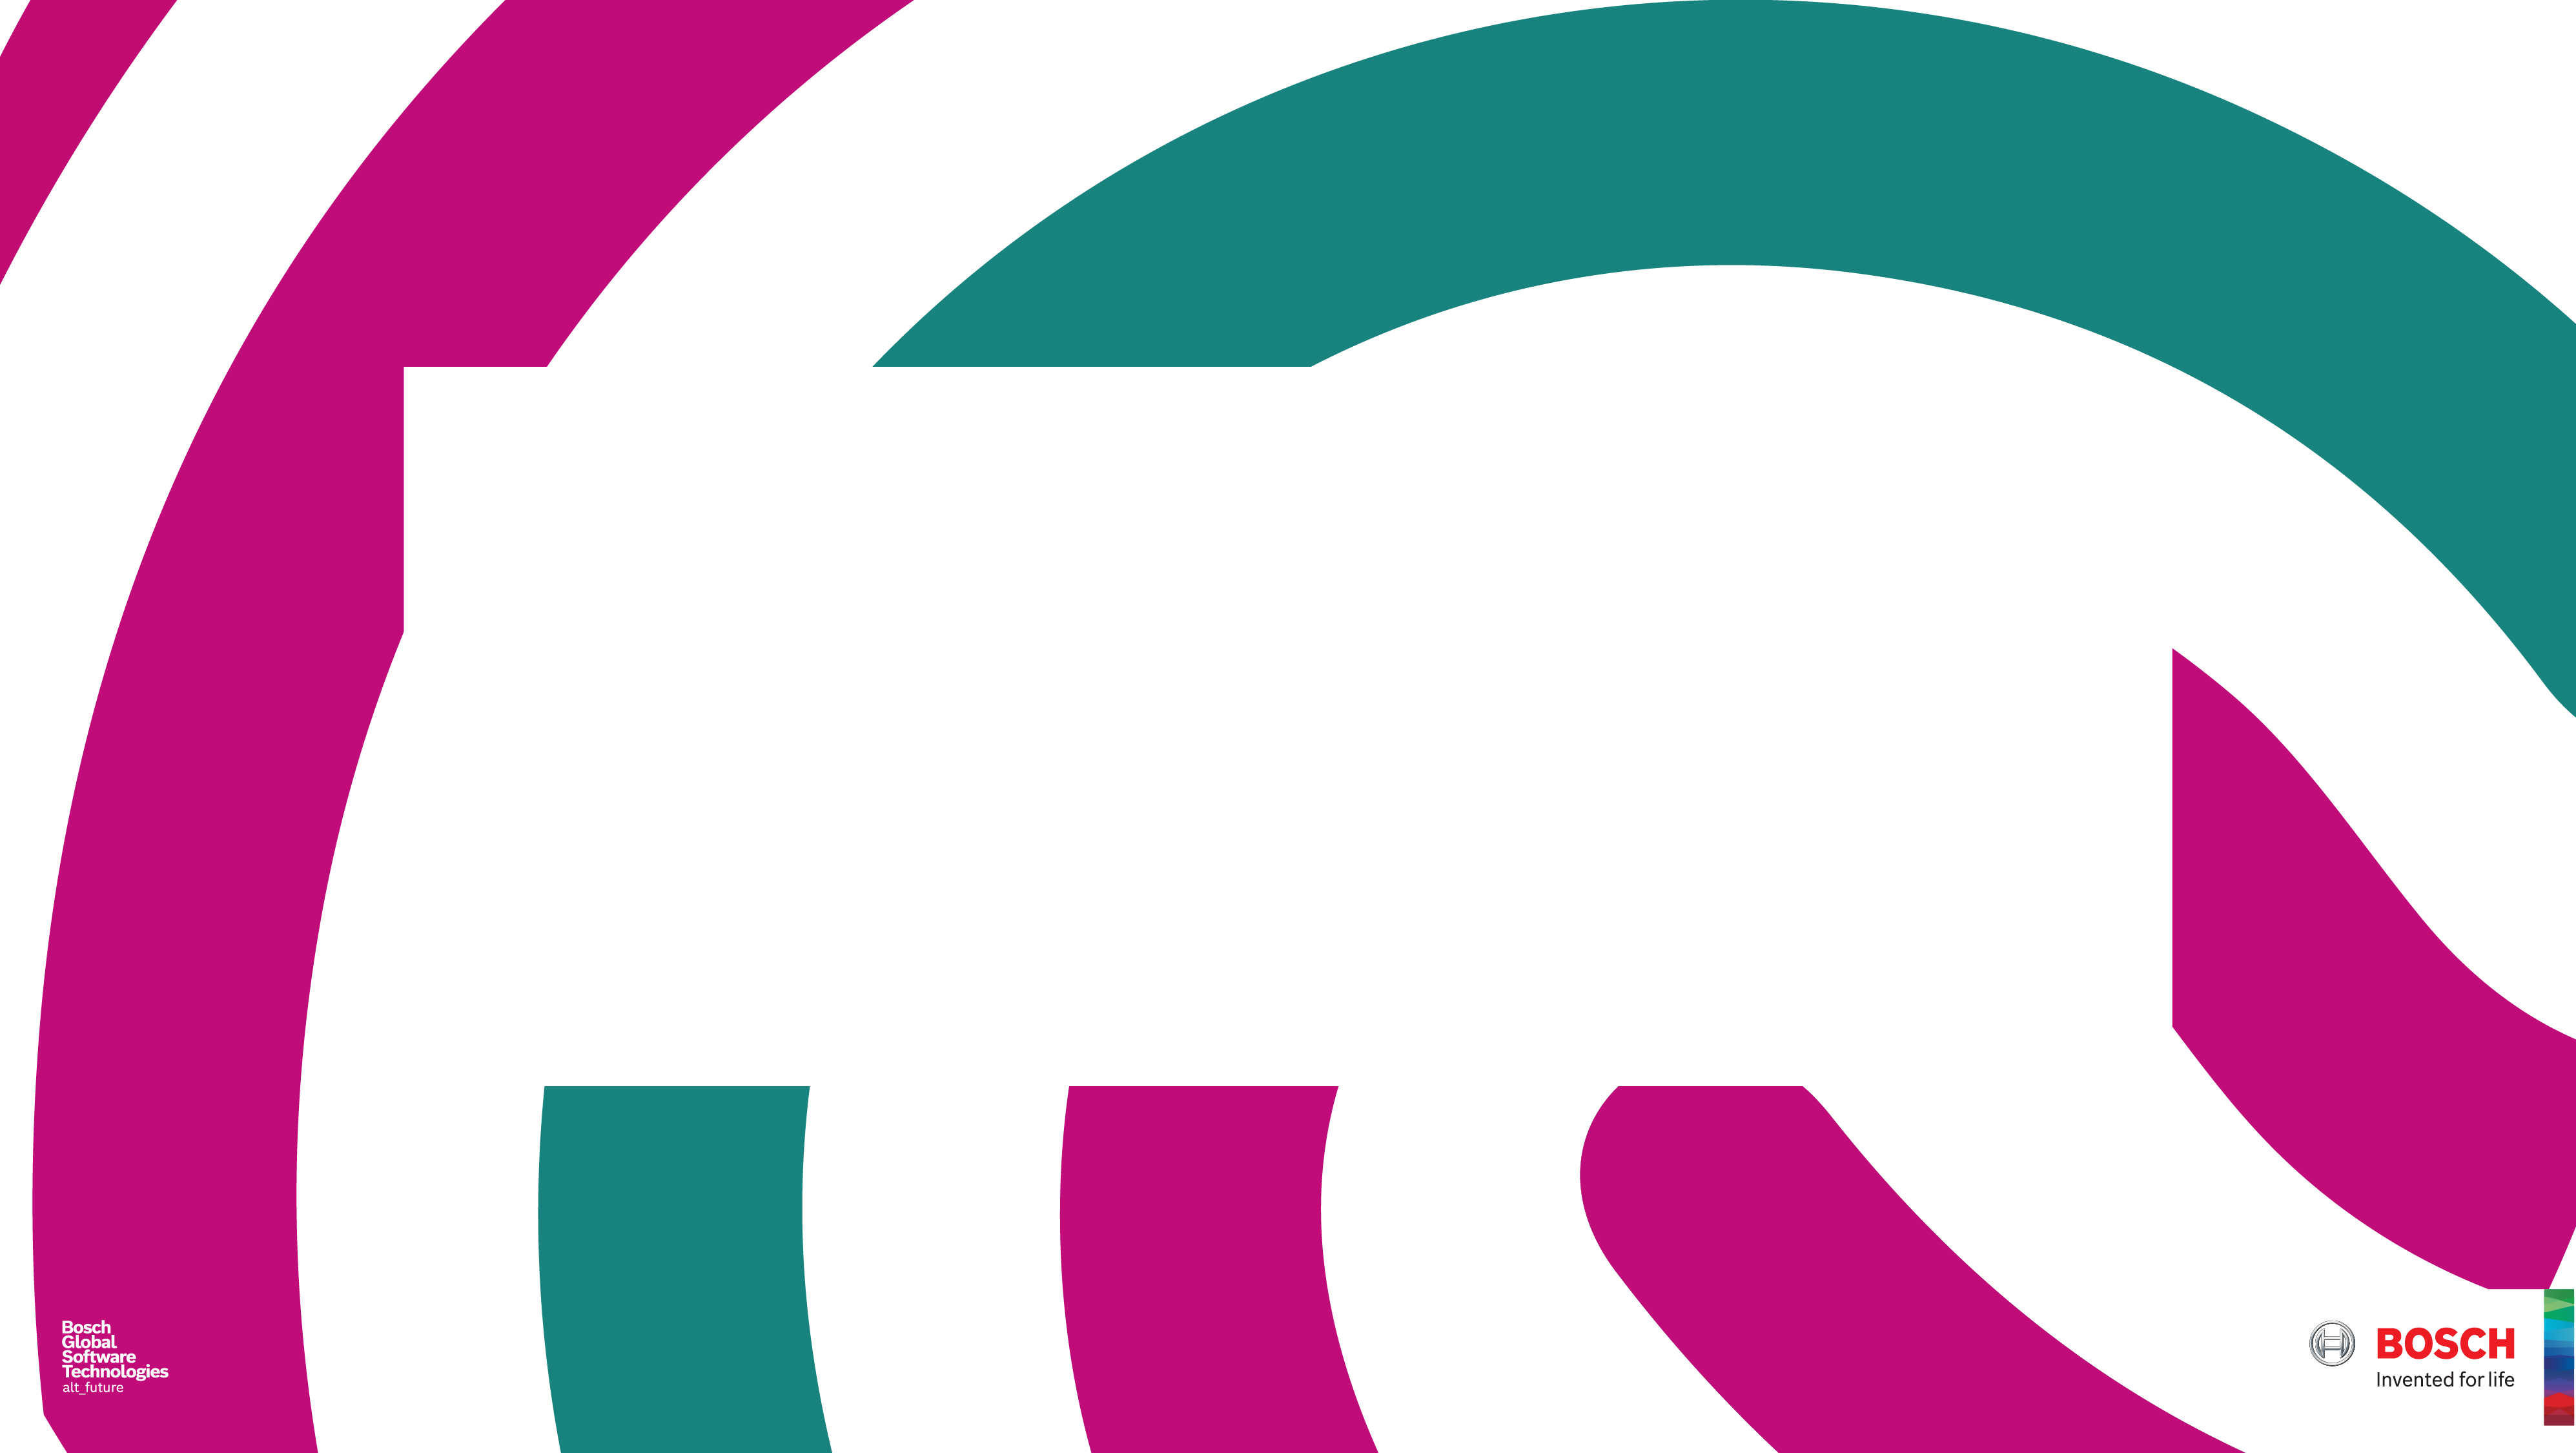 Bosch
Global
Software
Technologies
alt_future
BOSCH
Invented for life